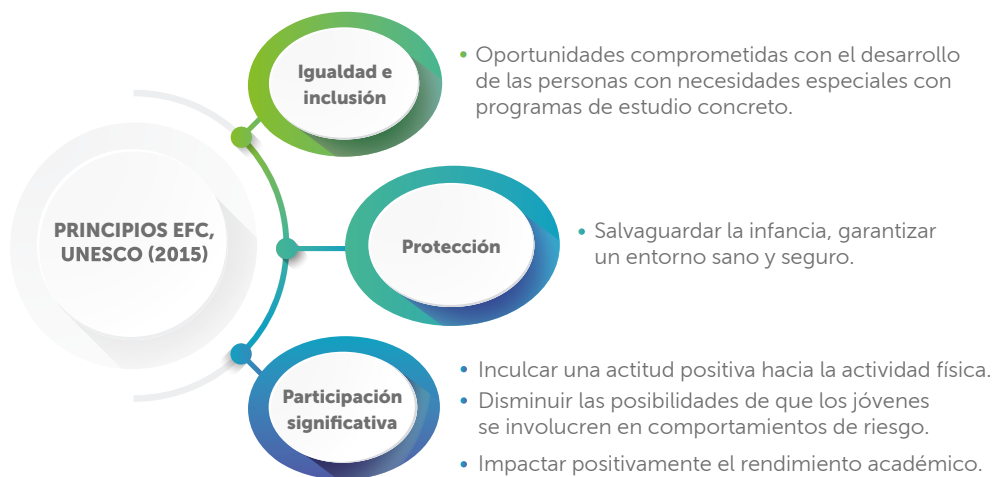 PRINCIPIOS EFC,
UNESCO (2015)
Igualdad e
inclusión
• Oportunidades comprometidas con el desarrollo
de las personas con necesidades especiales con
programas de estudio concreto.
Protección
• Salvaguardar la infancia, garantizar
un entorno sano y seguro.
Participación
significativa
• Inculcar una actitud positiva hacia la actividad física.
• Disminuir las posibilidades de que los jóvenes
se involucren en comportamientos de riesgo.
• Impactar positivamente el rendimiento académico.